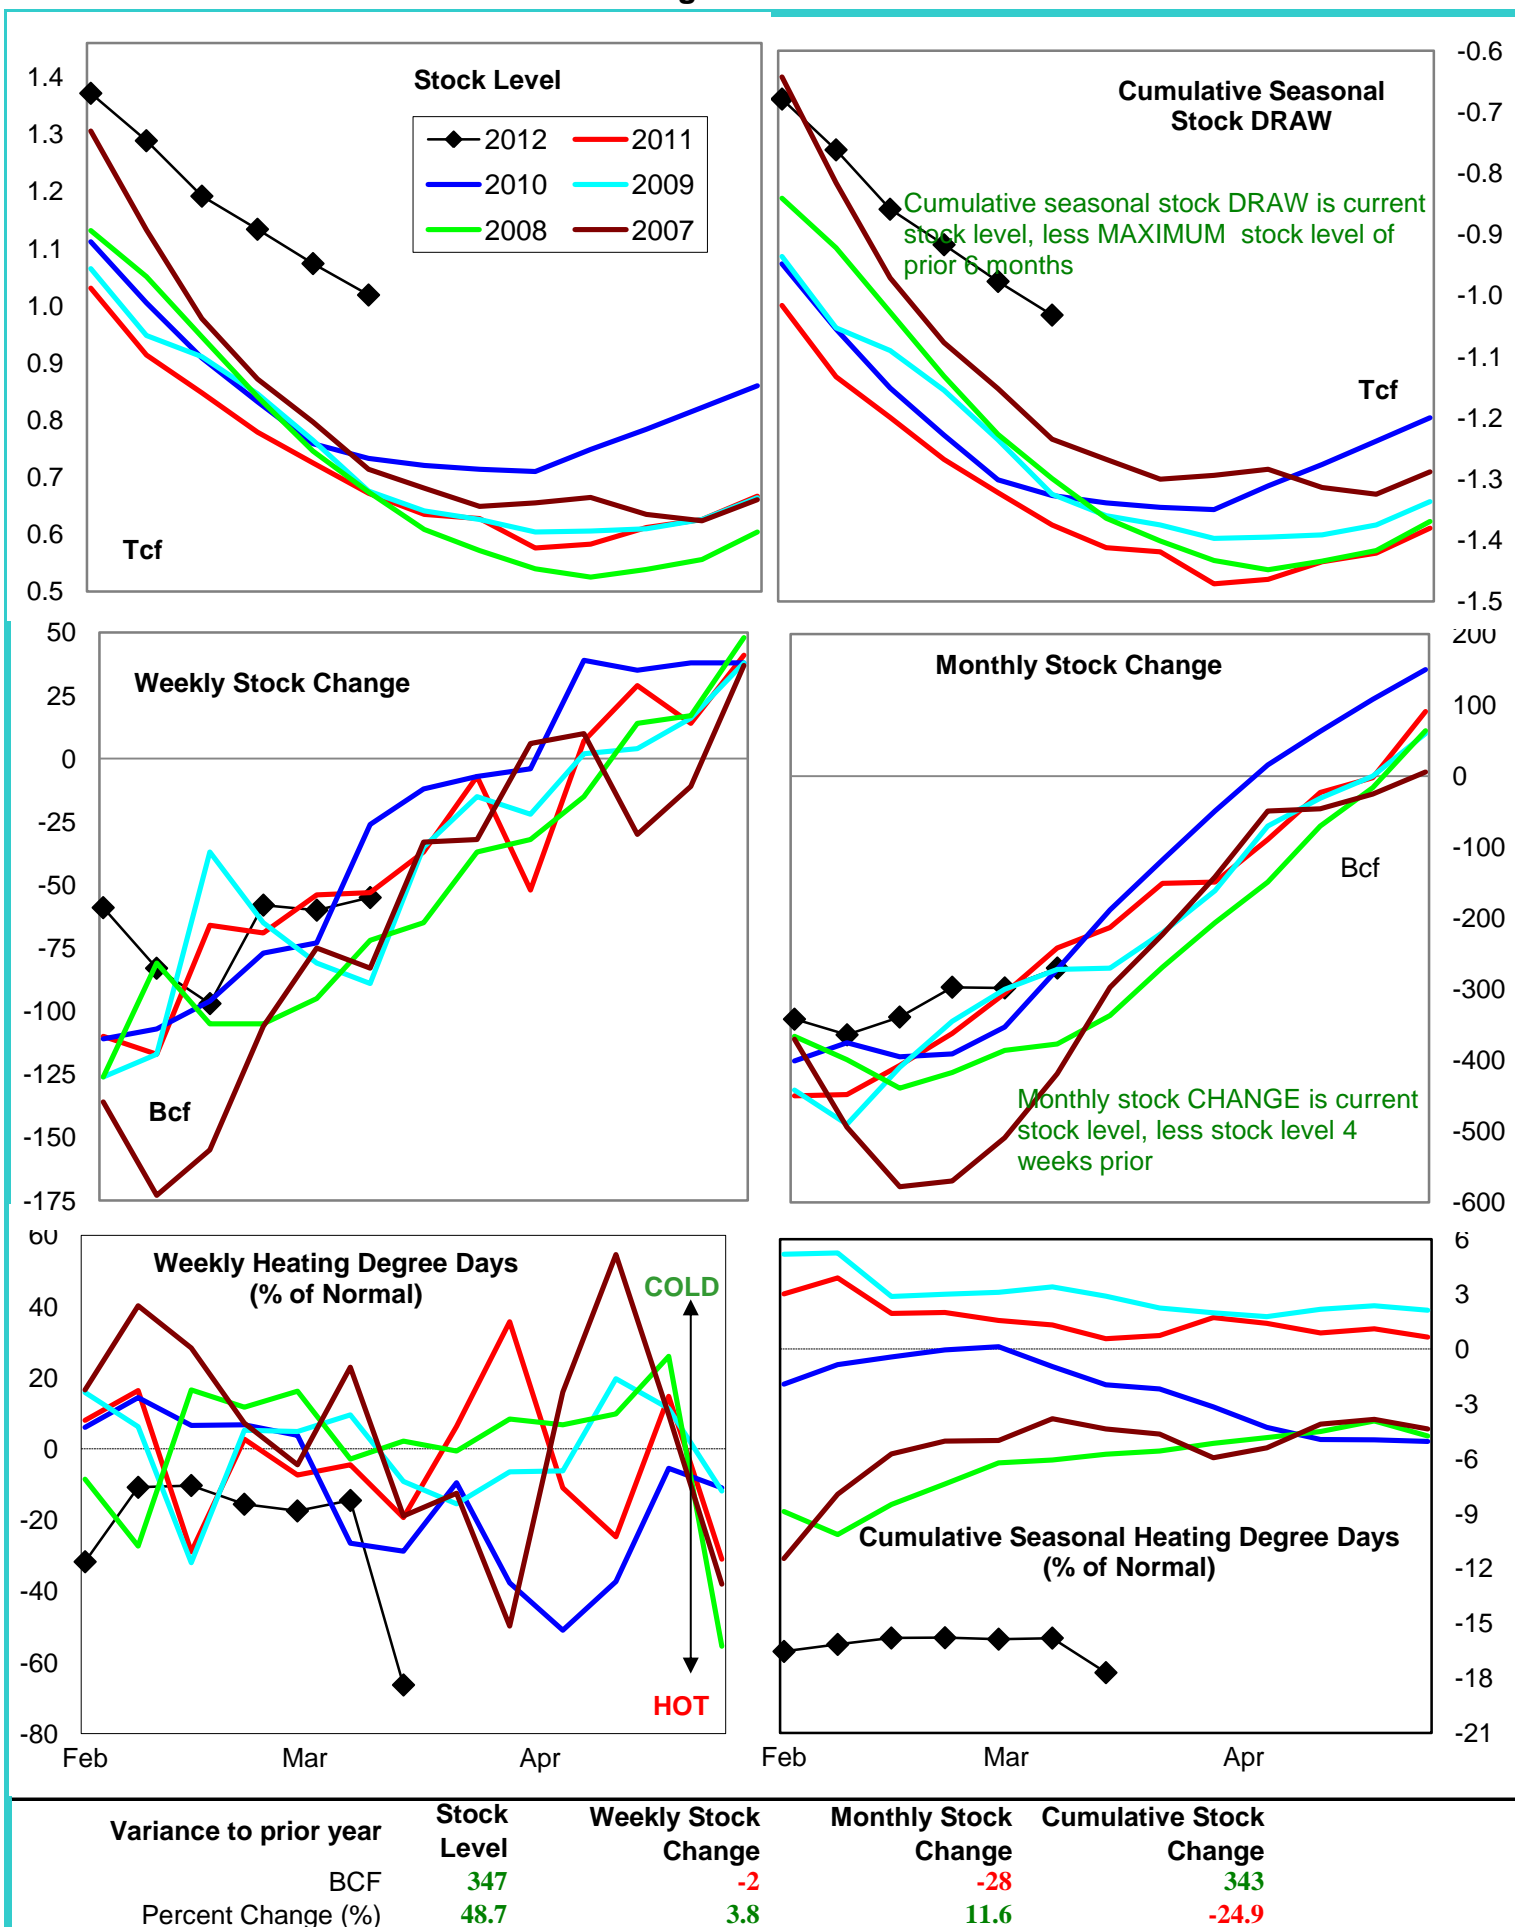 1.4
1.3
1.2
1.1
1.0
0.9
0.8
0.7
0.6
0.5
Stock Level
2012 2011
2010 2009
2008 2007
Tcf
Cumulative Seasonal
Stock DRAW
Cumulative seasonal stock DRAW is current
stock level, less MAXIMUM stock level of
prior 6 months
Tcf
-0.6
-0.7
-0.8
-0.9
-1.0
-1.1
-1.2
-1.3
-1.4
-1.5
50
25
0
-25
-50
-75
-100
-125
-150
-175
Weekly Stock Change
Bcf
Monthly Stock Change
Bcf
Monthly stock CHANGE is current
stock level, less stock level 4
weeks prior
200
100
0
-100
-200
-300
-400
-500
-600
60
40
20
0
-20
-40
-60
-80
Weekly Heating Degree Days
(% of Normal)
COLD
HOT
Feb Mar Apr
6
3
0
-3
-6
-9
-12
-15
-18
-21
Cumulative Seasonal Heating Degree Days
(% of Normal)
Feb Mar Apr
Variance to prior year Stock Level Weekly Stock Change Monthly Stock Change Cumulative Stock Change
BCF 347 -2 -28 343
Percent Change (%) 48.7 3.8 11.6 -24.9